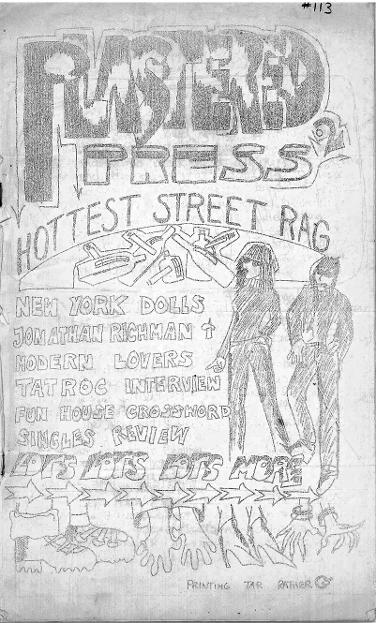 #113
PLASTERED
PRESS
2
HOTTEST STREET RAG
NEW YORK DOLLS
JONATHAN RICHMAN +
MODERN LOVERS
TATROC INTERVIEW
FUN HOUSE CROSSWORD
SINGLES REVIEW
LOTS LOTS LOTS MORE
PRINTING TAR RATHER